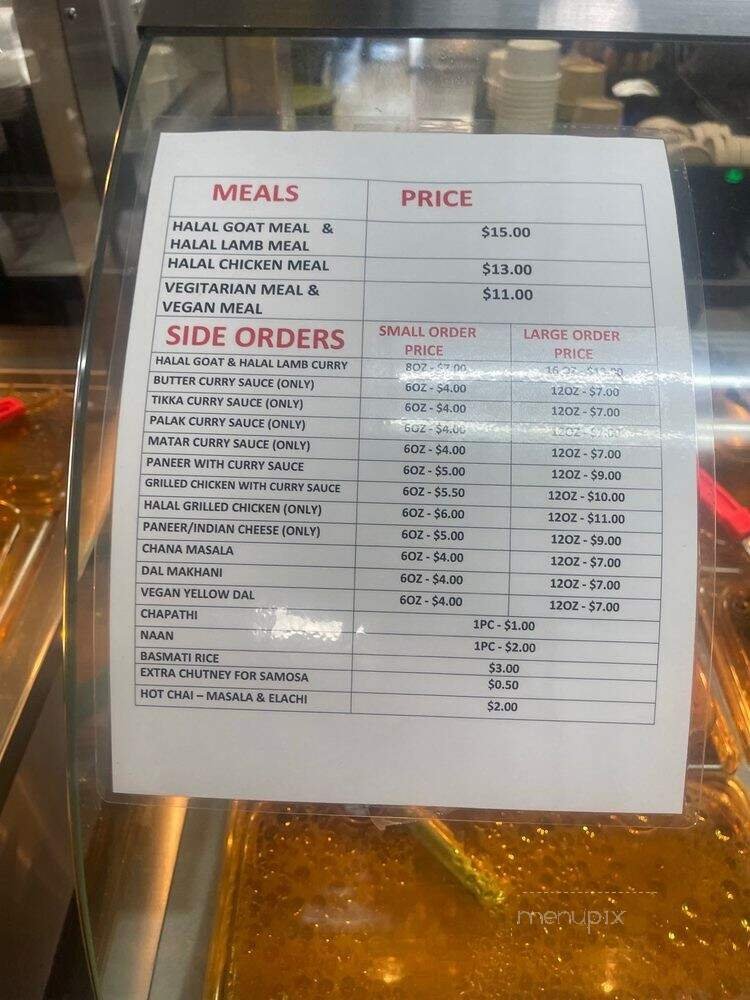 MEALS PRICE
HALAL GOAT MEAL & $15.00
HALAL LAMB MEAL
HALAL CHICKEN MEAL $13.00
VEGITARIAN MEAL & $11.00
VEGAN MEAL
SIDE ORDERS SMALL ORDER LARGE ORDER
PRICE PRICE
HALAL GOAT & HALAL LAMB CURRY 8OZ - $7.00 16 OZ -
BUTTER CURRY SAUCE (ONLY) 6OZ - $4.00 12OZ - $7.00
TIKKA CURRY SAUCE (ONLY) 6OZ - $4.00 12OZ - $7.00
PALAK CURRY SAUCE (ONLY) 6OZ - $4.00
MATAR CURRY SAUCE (ONLY) 6OZ - $4.00 12OZ - $7.00
PANEER WITH CURRY SAUCE 6OZ - $5.00 12OZ - $9.00
GRILLED CHICKEN WITH CURRY SAUCE 6OZ - $5.50 12OZ - $10.00
HALAL GRILLED CHICKEN (ONLY) 6OZ - $6.00 12OZ - $11.00
PANEER/INDIAN CHEESE (ONLY) 6OZ - $5.00 12OZ - $9.00
CHANA MASALA 6OZ - $4.00 12OZ - $7.00
DAL MAKHANI 6OZ - $4.00 12OZ - $7.00
VEGAN YELLOW DAL 6OZ - $4.00 12OZ - $7.00
CHAPATHI 1PC - $1.00
NAAN 1PC - $2.00
BASMATI RICE $3.00
EXTRA CHUTNEY FOR SAMOSA $0.50
HOT CHAI – MASALA & ELACHI $2.00
menupix